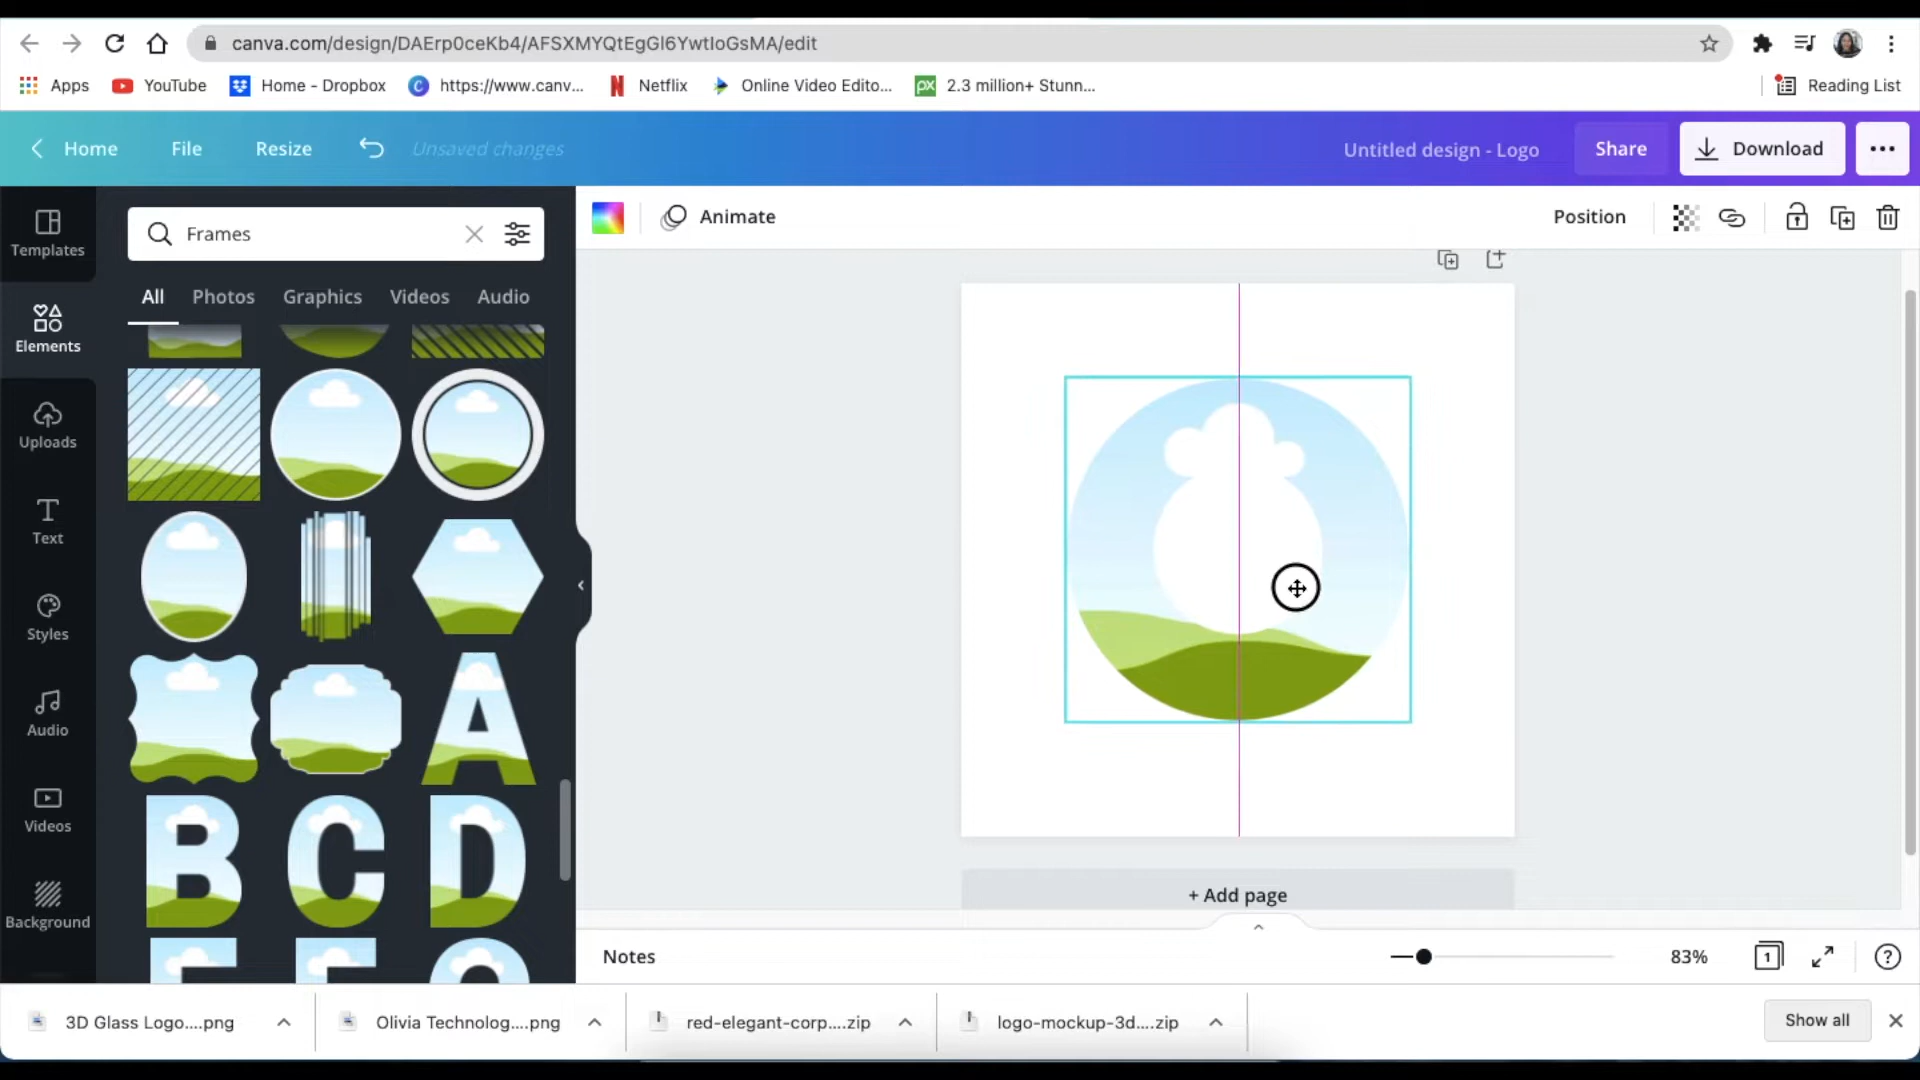 canva.com/design/DAErp0ceKb4/AFSXMYQtEgGl6YwtIoGsMA/edit
Apps YouTube Home - Dropbox https://www.canv... Netflix Online Video Edito... 2.3 million+ Stunn... Reading List
Home File Resize Unsaved changes Untitled design - Logo Share Download
Templates
Frames
Animate Position
All Photos Graphics Videos Audio
Elements
Uploads
Text
Styles
Audio
Videos
Background
A
B C D
+ Add page
Notes 83% 1 ?
3D Glass Logo....png Olivia Technolog....png red-elegant-corp....zip logo-mockup-3d....zip Show all